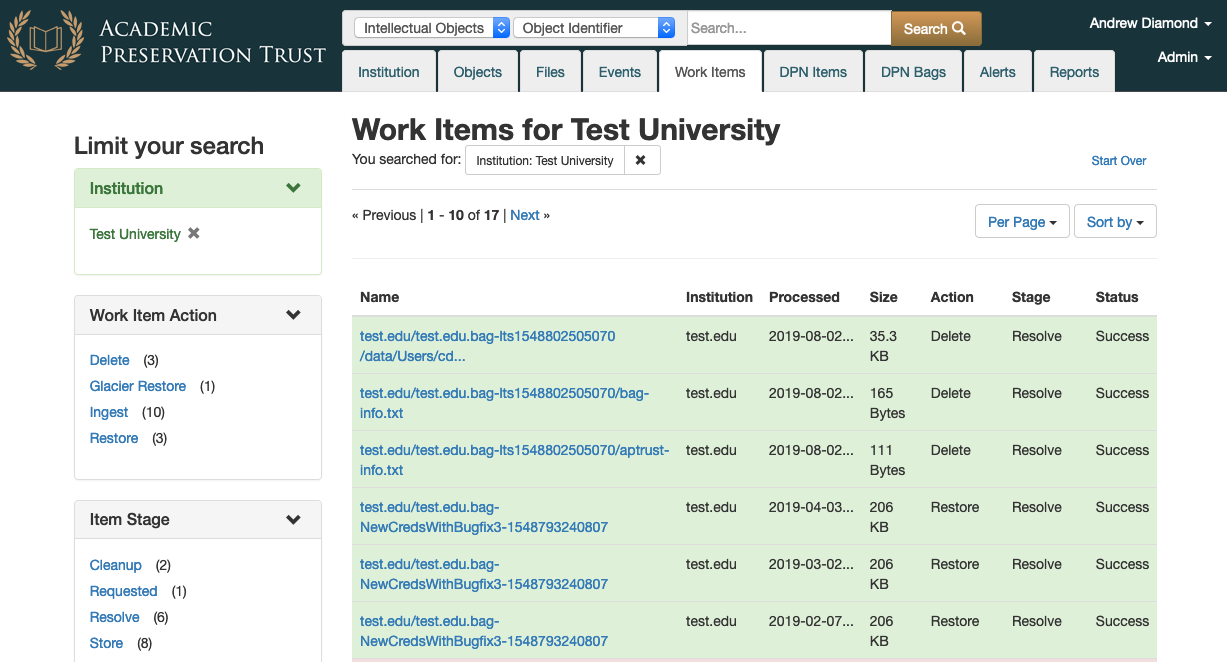 ACADEMIC
PRESERVATION TRUST
Intellectual Objects
Object Identifier
Search...
Search
Andrew Diamond
Admin
Institution
Objects
Files
Events
Work Items
DPN Items
DPN Bags
Alerts
Reports
Limit your search
Institution
Test University
Work Item Action
Delete (3)
Glacier Restore (1)
Ingest (10)
Restore (3)
Item Stage
Cleanup (2)
Requested (1)
Resolve (6)
Store (8)
Work Items for Test University
You searched for: Institution: Test University ✖
Start Over
« Previous | 1 - 10 of 17 | Next »
Per Page
Sort by
Name Institution Processed Size Action Stage Status
test.edu/test.edu.bag-lts1548802505070 test.edu 2019-08-02... 35.3 Delete Resolve Success
/data/Users/cd... KB
test.edu/test.edu.bag-lts1548802505070/bag- test.edu 2019-08-02... 165 Delete Resolve Success
info.txt Bytes
test.edu/test.edu.bag-lts1548802505070/aptrust- test.edu 2019-08-02... 111 Delete Resolve Success
info.txt Bytes
test.edu/test.edu.bag- test.edu 2019-04-03... 206 Restore Resolve Success
NewCredsWithBugfix3-1548793240807 KB
test.edu/test.edu.bag- test.edu 2019-03-02... 206 Restore Resolve Success
NewCredsWithBugfix3-1548793240807 KB
test.edu/test.edu.bag- test.edu 2019-02-07... 206 Restore Resolve Success
NewCredsWithBugfix3-1548793240807 KB